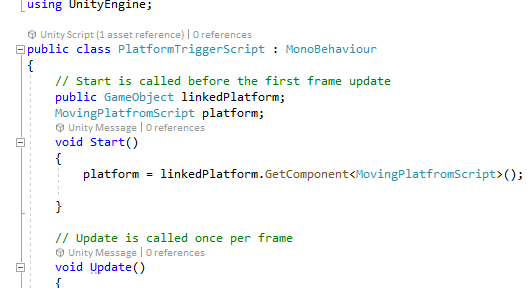 using UnityEngine;
Unity Script (1 asset reference) | 0 references
public class PlatformTriggerScript : MonoBehaviour
{
// Start is called before the first frame update
public GameObject linkedPlatform;
MovingPlatfromScript platform;
Unity Message | 0 references
void Start()
{
platform = linkedPlatform.GetComponent<MovingPlatfromScript>();
}
// Update is called once per frame
Unity Message | 0 references
void Update()
{